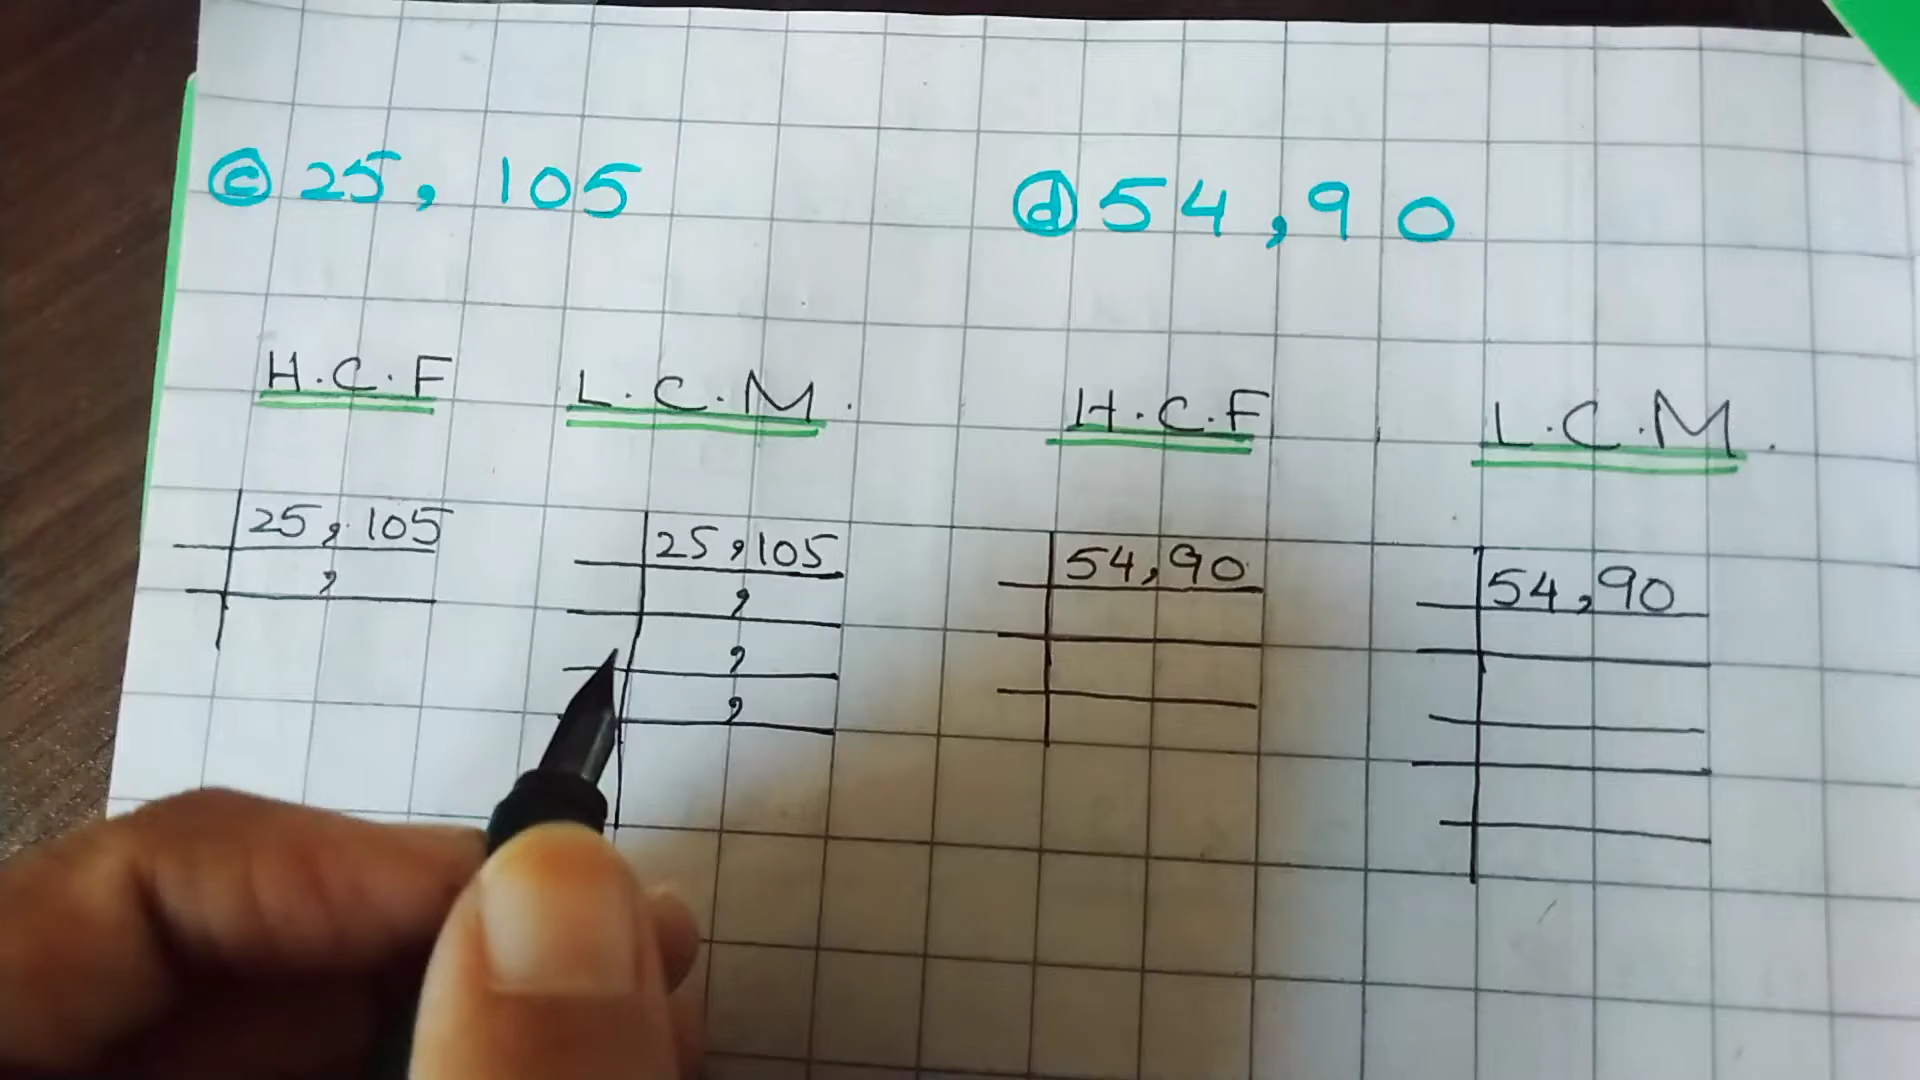 ⓒ 25, 105
ⓓ 54, 90
H.C.F
L.C.M.
H.C.F
L.C.M.
25, 105
,
25, 105
,
,
,
54, 90
54, 90